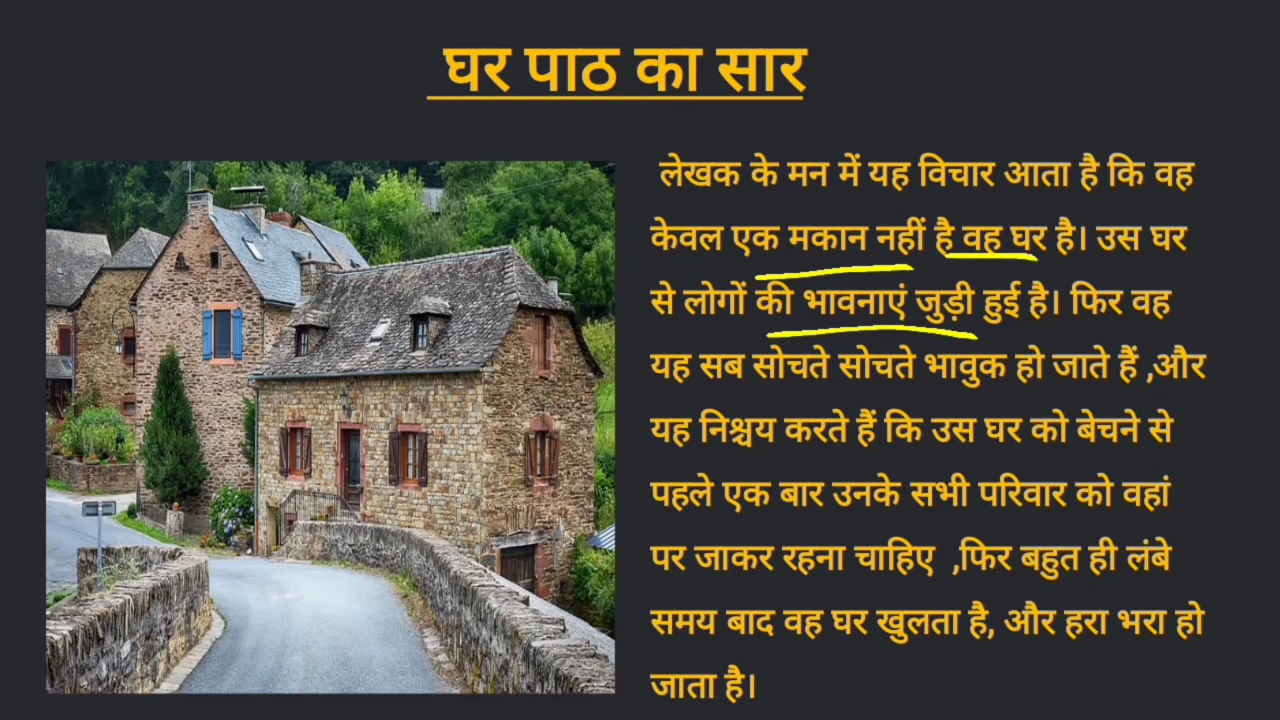 घर पाठ का सार
लेखक के मन में यह विचार आता है कि वह
केवल एक मकान नहीं है वह घर है। उस घर
से लोगों की भावनाएं जुड़ी हुई है। फिर वह
यह सब सोचते सोचते भावुक हो जाते हैं ,और
यह निश्चय करते हैं कि उस घर को बेचने से
पहले एक बार उनके सभी परिवार को वहां
पर जाकर रहना चाहिए ,फिर बहुत ही लंबे
समय बाद वह घर खुलता है, और हरा भरा हो
जाता है।